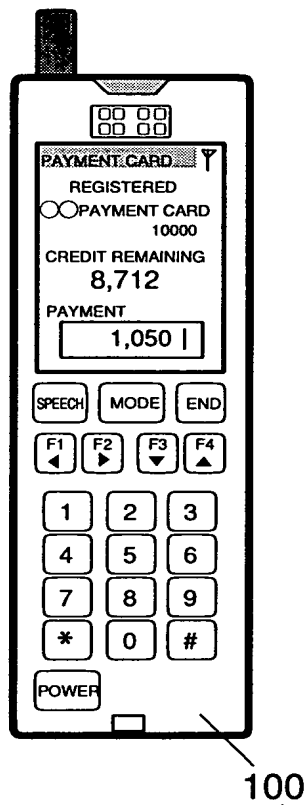 PAYMENT CARD
REGISTERED
○○PAYMENT CARD
10000
CREDIT REMAINING
8,712
PAYMENT
1,050 |
SPEECH MODE END
F1 F2 F3 F4
◀ ▶ ▼ ▲
1 2 3
4 5 6
7 8 9
* 0 #
POWER
100